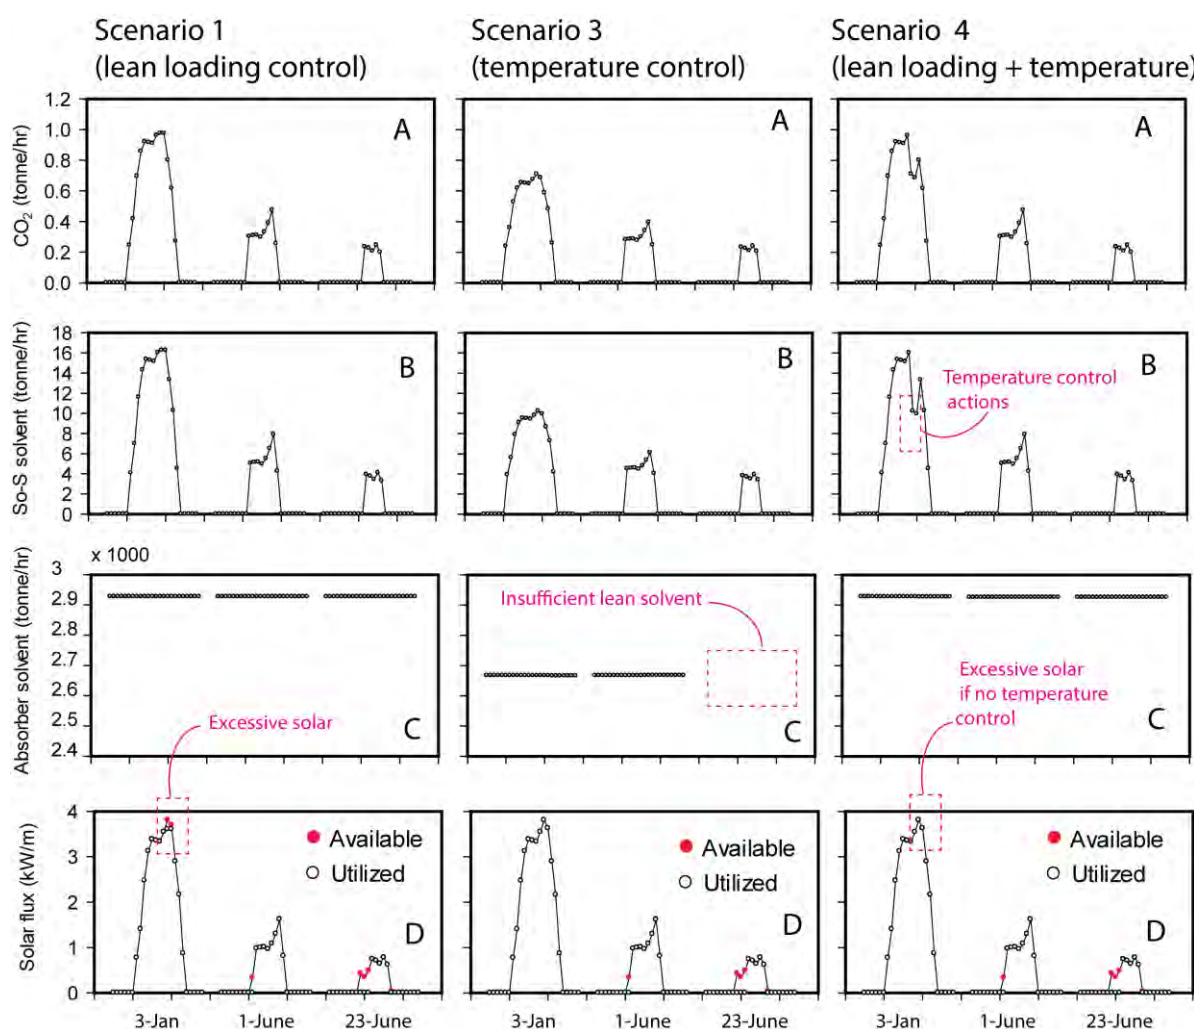 Scenario 1
(lean loading control)
Scenario 3
(temperature control)
Scenario 4
(lean loading + temperature)
CO₂ (tonne/hr)
1.2
1.0
0.8
0.6
0.4
0.2
0.0
A
A
A
So-S solvent (tonne/hr)
18
16
14
12
10
8
6
4
2
0
B
B
B
Temperature control
actions
Absorber solvent (tonne/hr)
x 1000
3
2.9
2.8
2.7
2.6
2.5
2.4
Excessive solar
C
Insufficient lean solvent
C
Excessive solar
if no temperature
control
C
Solar flux (kW/m)
4
3
2
1
0
Available
Utilized
D
Available
Utilized
D
Available
Utilized
D
3-Jan
1-June
23-June
3-Jan
1-June
23-June
3-Jan
1-June
23-June